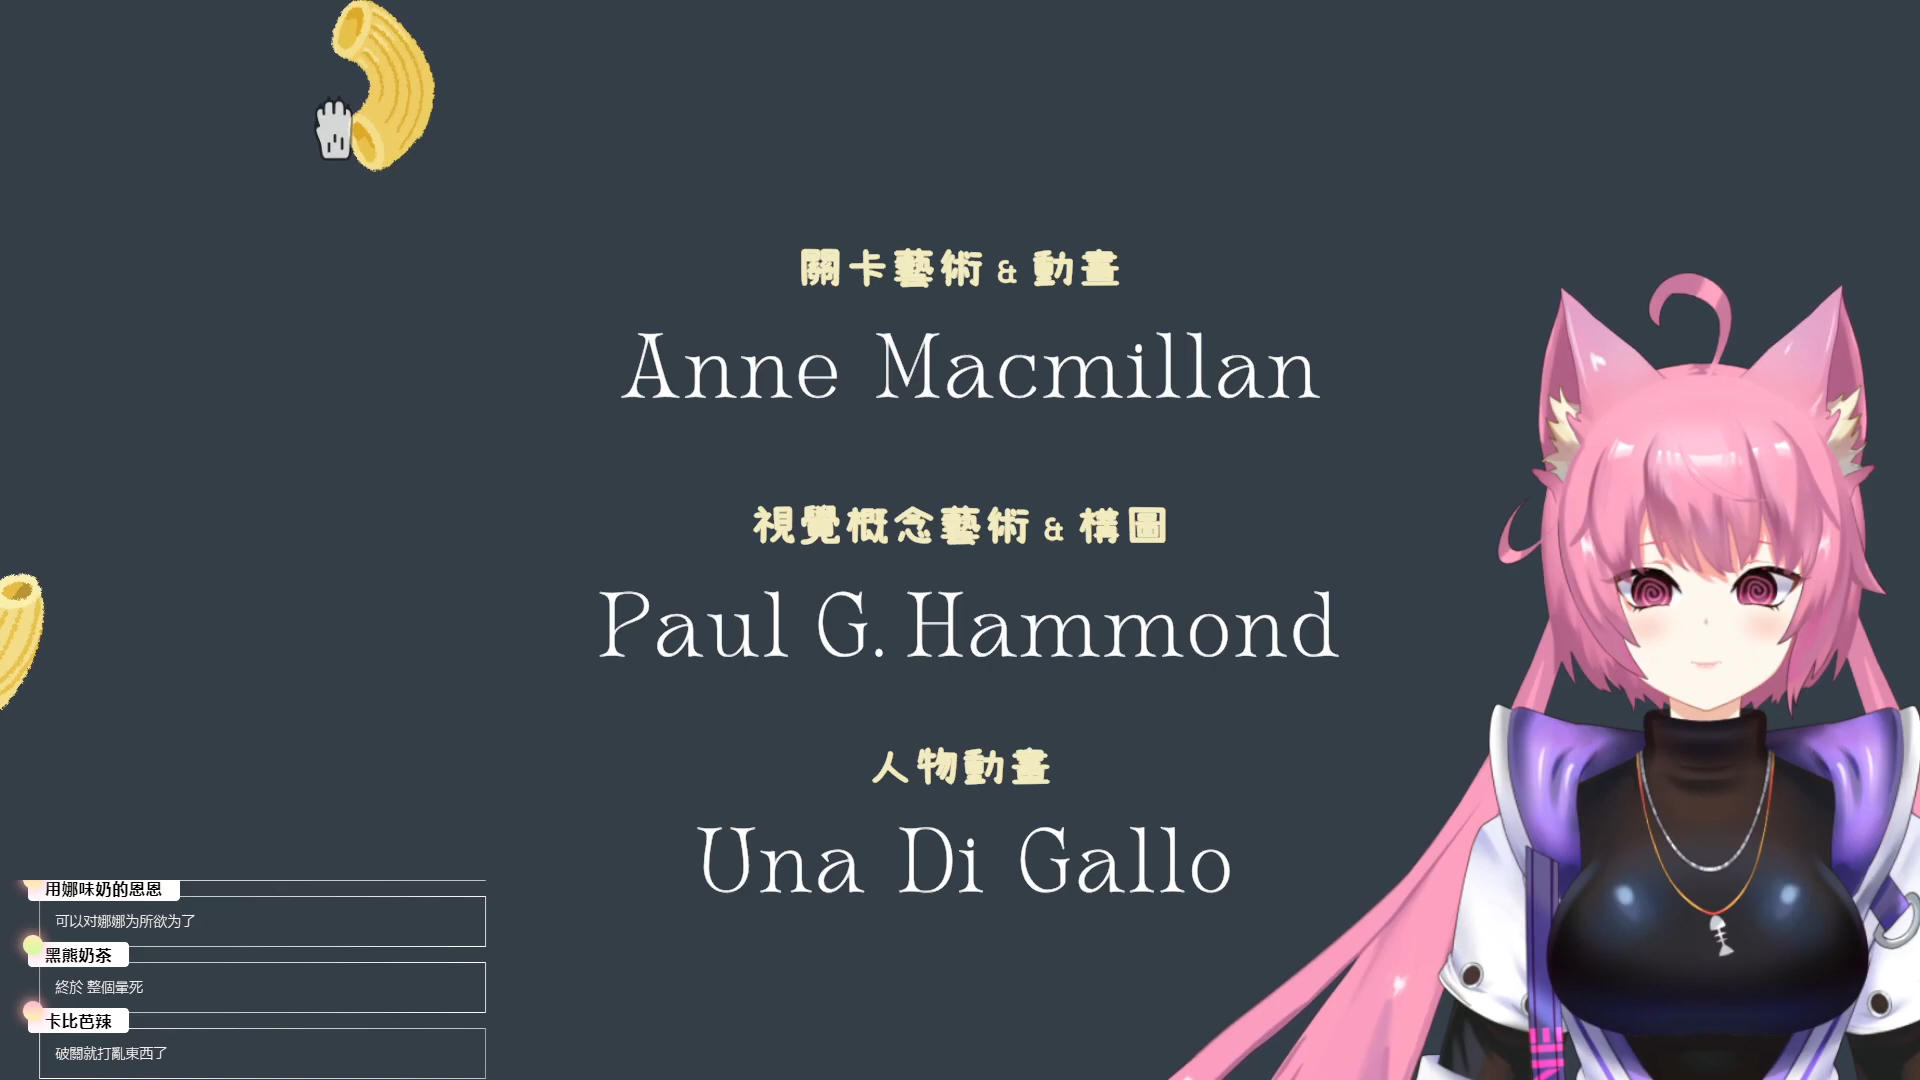 關卡藝術 & 動畫
Anne Macmillan
視覺概念藝術 & 構圖
Paul G. Hammond
人物動畫
Una Di Gallo
用娜味奶的恩恩
可以对娜娜为所欲为了
黑熊奶茶
終於 整個暈死
卡比芭辣
破關就打亂東西了